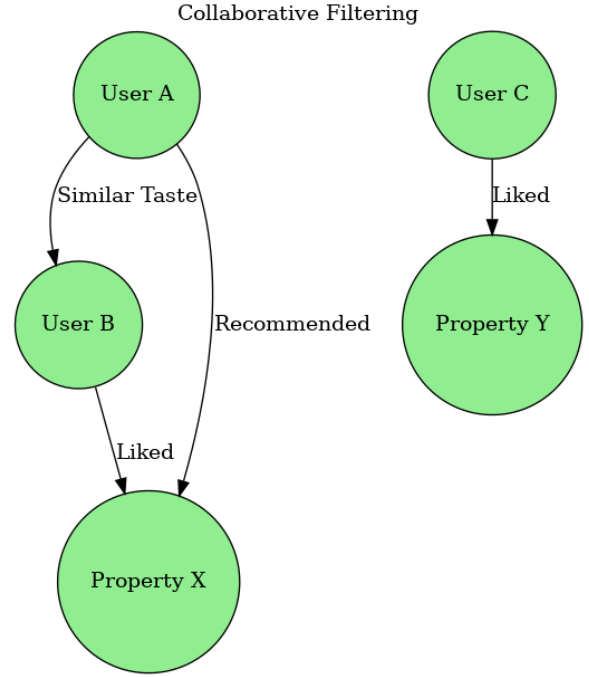 Collaborative Filtering
User A
User C
Similar Taste
Liked
User B
Recommended
Property Y
Liked
Property X